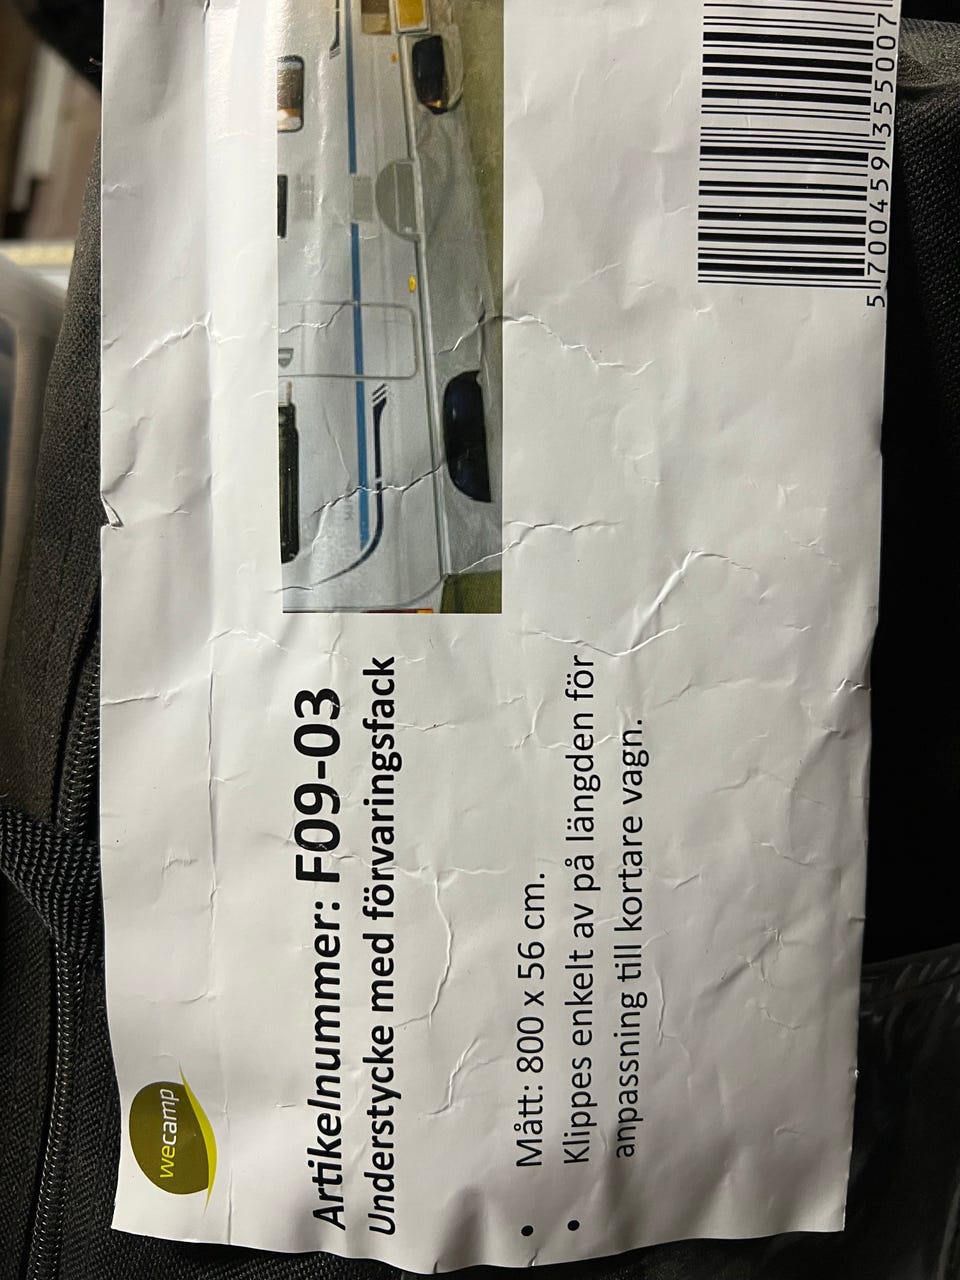 wecamp
Artikelnummer: F09-03
Understycke med förvaringsfack
• Mått: 800 x 56 cm.
• Klippes enkelt av på längden för
anpassning till kortare vagn.
5 700459 355007